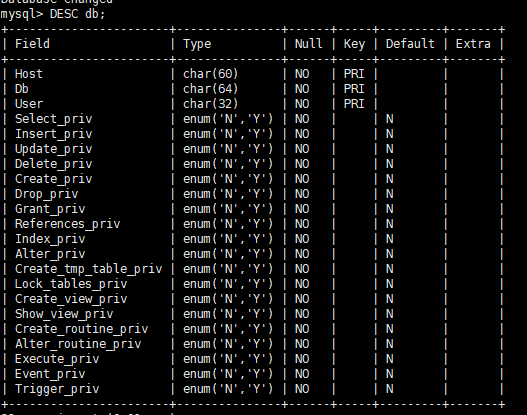 Database changed
mysql> DESC db;
+-----------------------+---------------+------+-----+---------+-------+
| Field | Type | Null | Key | Default | Extra |
+-----------------------+---------------+------+-----+---------+-------+
| Host | char(60) | NO | PRI | | |
| Db | char(64) | NO | PRI | | |
| User | char(32) | NO | PRI | | |
| Select_priv | enum('N','Y') | NO | | N | |
| Insert_priv | enum('N','Y') | NO | | N | |
| Update_priv | enum('N','Y') | NO | | N | |
| Delete_priv | enum('N','Y') | NO | | N | |
| Create_priv | enum('N','Y') | NO | | N | |
| Drop_priv | enum('N','Y') | NO | | N | |
| Grant_priv | enum('N','Y') | NO | | N | |
| References_priv | enum('N','Y') | NO | | N | |
| Index_priv | enum('N','Y') | NO | | N | |
| Alter_priv | enum('N','Y') | NO | | N | |
| Create_tmp_table_priv | enum('N','Y') | NO | | N | |
| Lock_tables_priv | enum('N','Y') | NO | | N | |
| Create_view_priv | enum('N','Y') | NO | | N | |
| Show_view_priv | enum('N','Y') | NO | | N | |
| Create_routine_priv | enum('N','Y') | NO | | N | |
| Alter_routine_priv | enum('N','Y') | NO | | N | |
| Execute_priv | enum('N','Y') | NO | | N | |
| Event_priv | enum('N','Y') | NO | | N | |
| Trigger_priv | enum('N','Y') | NO | | N | |
+-----------------------+---------------+------+-----+---------+-------+